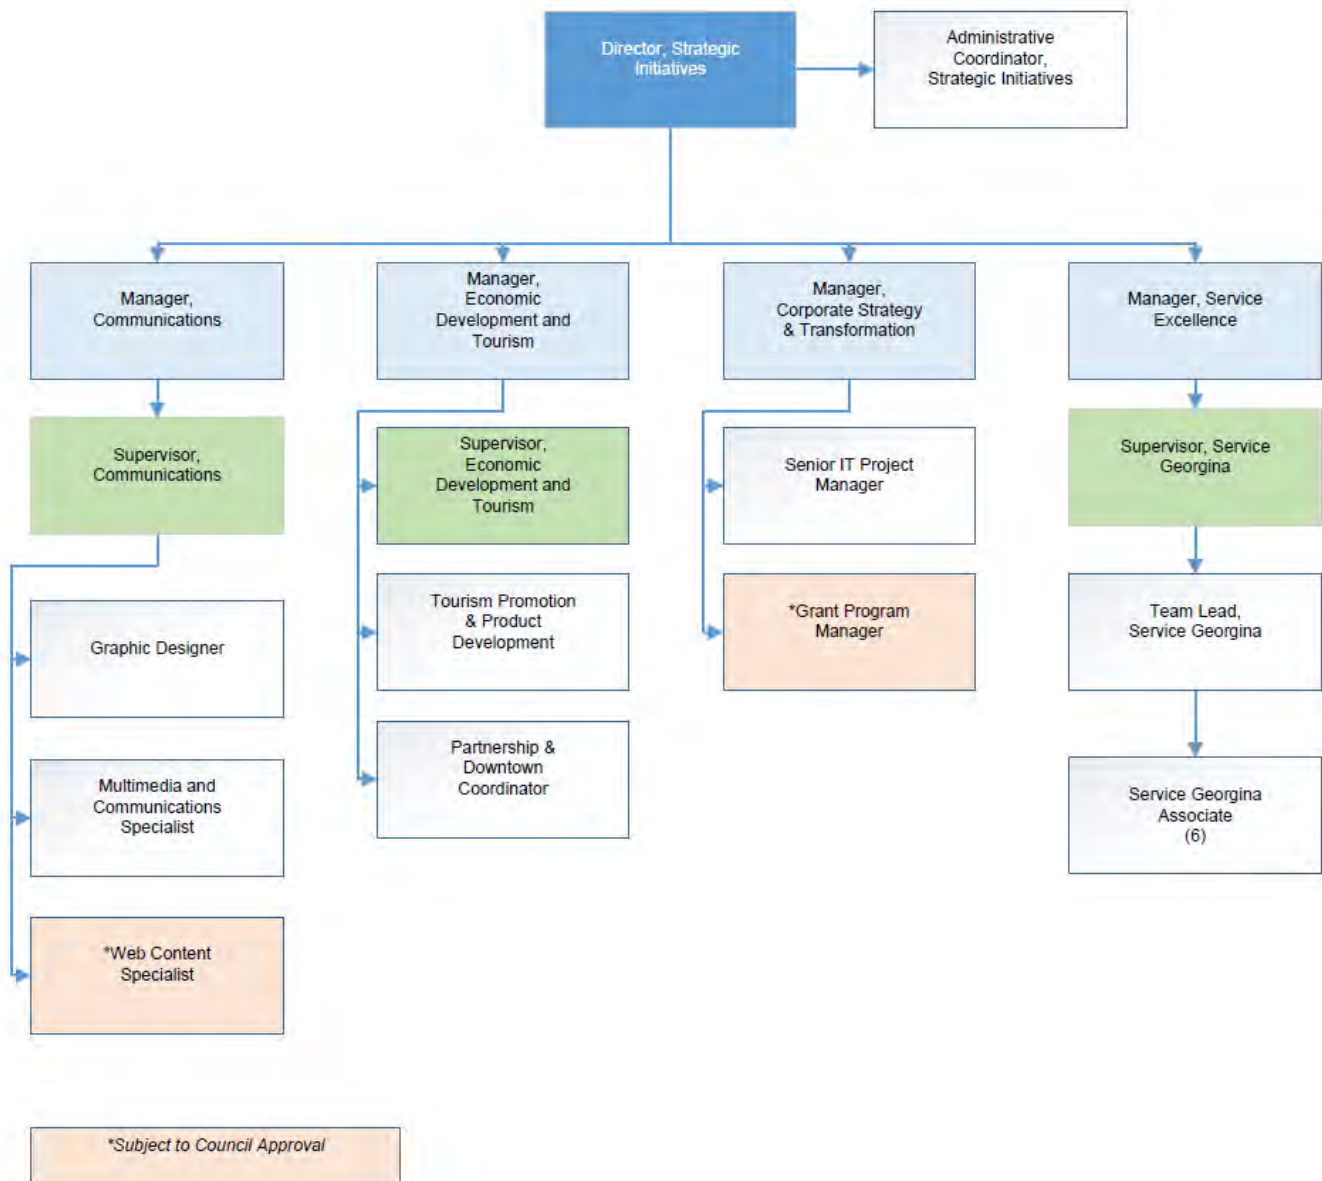 Director, Strategic
Initiatives
Administrative
Coordinator,
Strategic Initiatives
Manager,
Communications
Manager,
Economic
Development and
Tourism
Manager,
Corporate Strategy
& Transformation
Manager, Service
Excellence
Supervisor,
Communications
Supervisor,
Economic
Development and
Tourism
Senior IT Project
Manager
Supervisor, Service
Georgina
Graphic Designer
Tourism Promotion
& Product
Development
*Grant Program
Manager
Team Lead,
Service Georgina
Multimedia and
Communications
Specialist
Partnership &
Downtown
Coordinator
Service Georgina
Associate
(6)
*Web Content
Specialist
*Subject to Council Approval